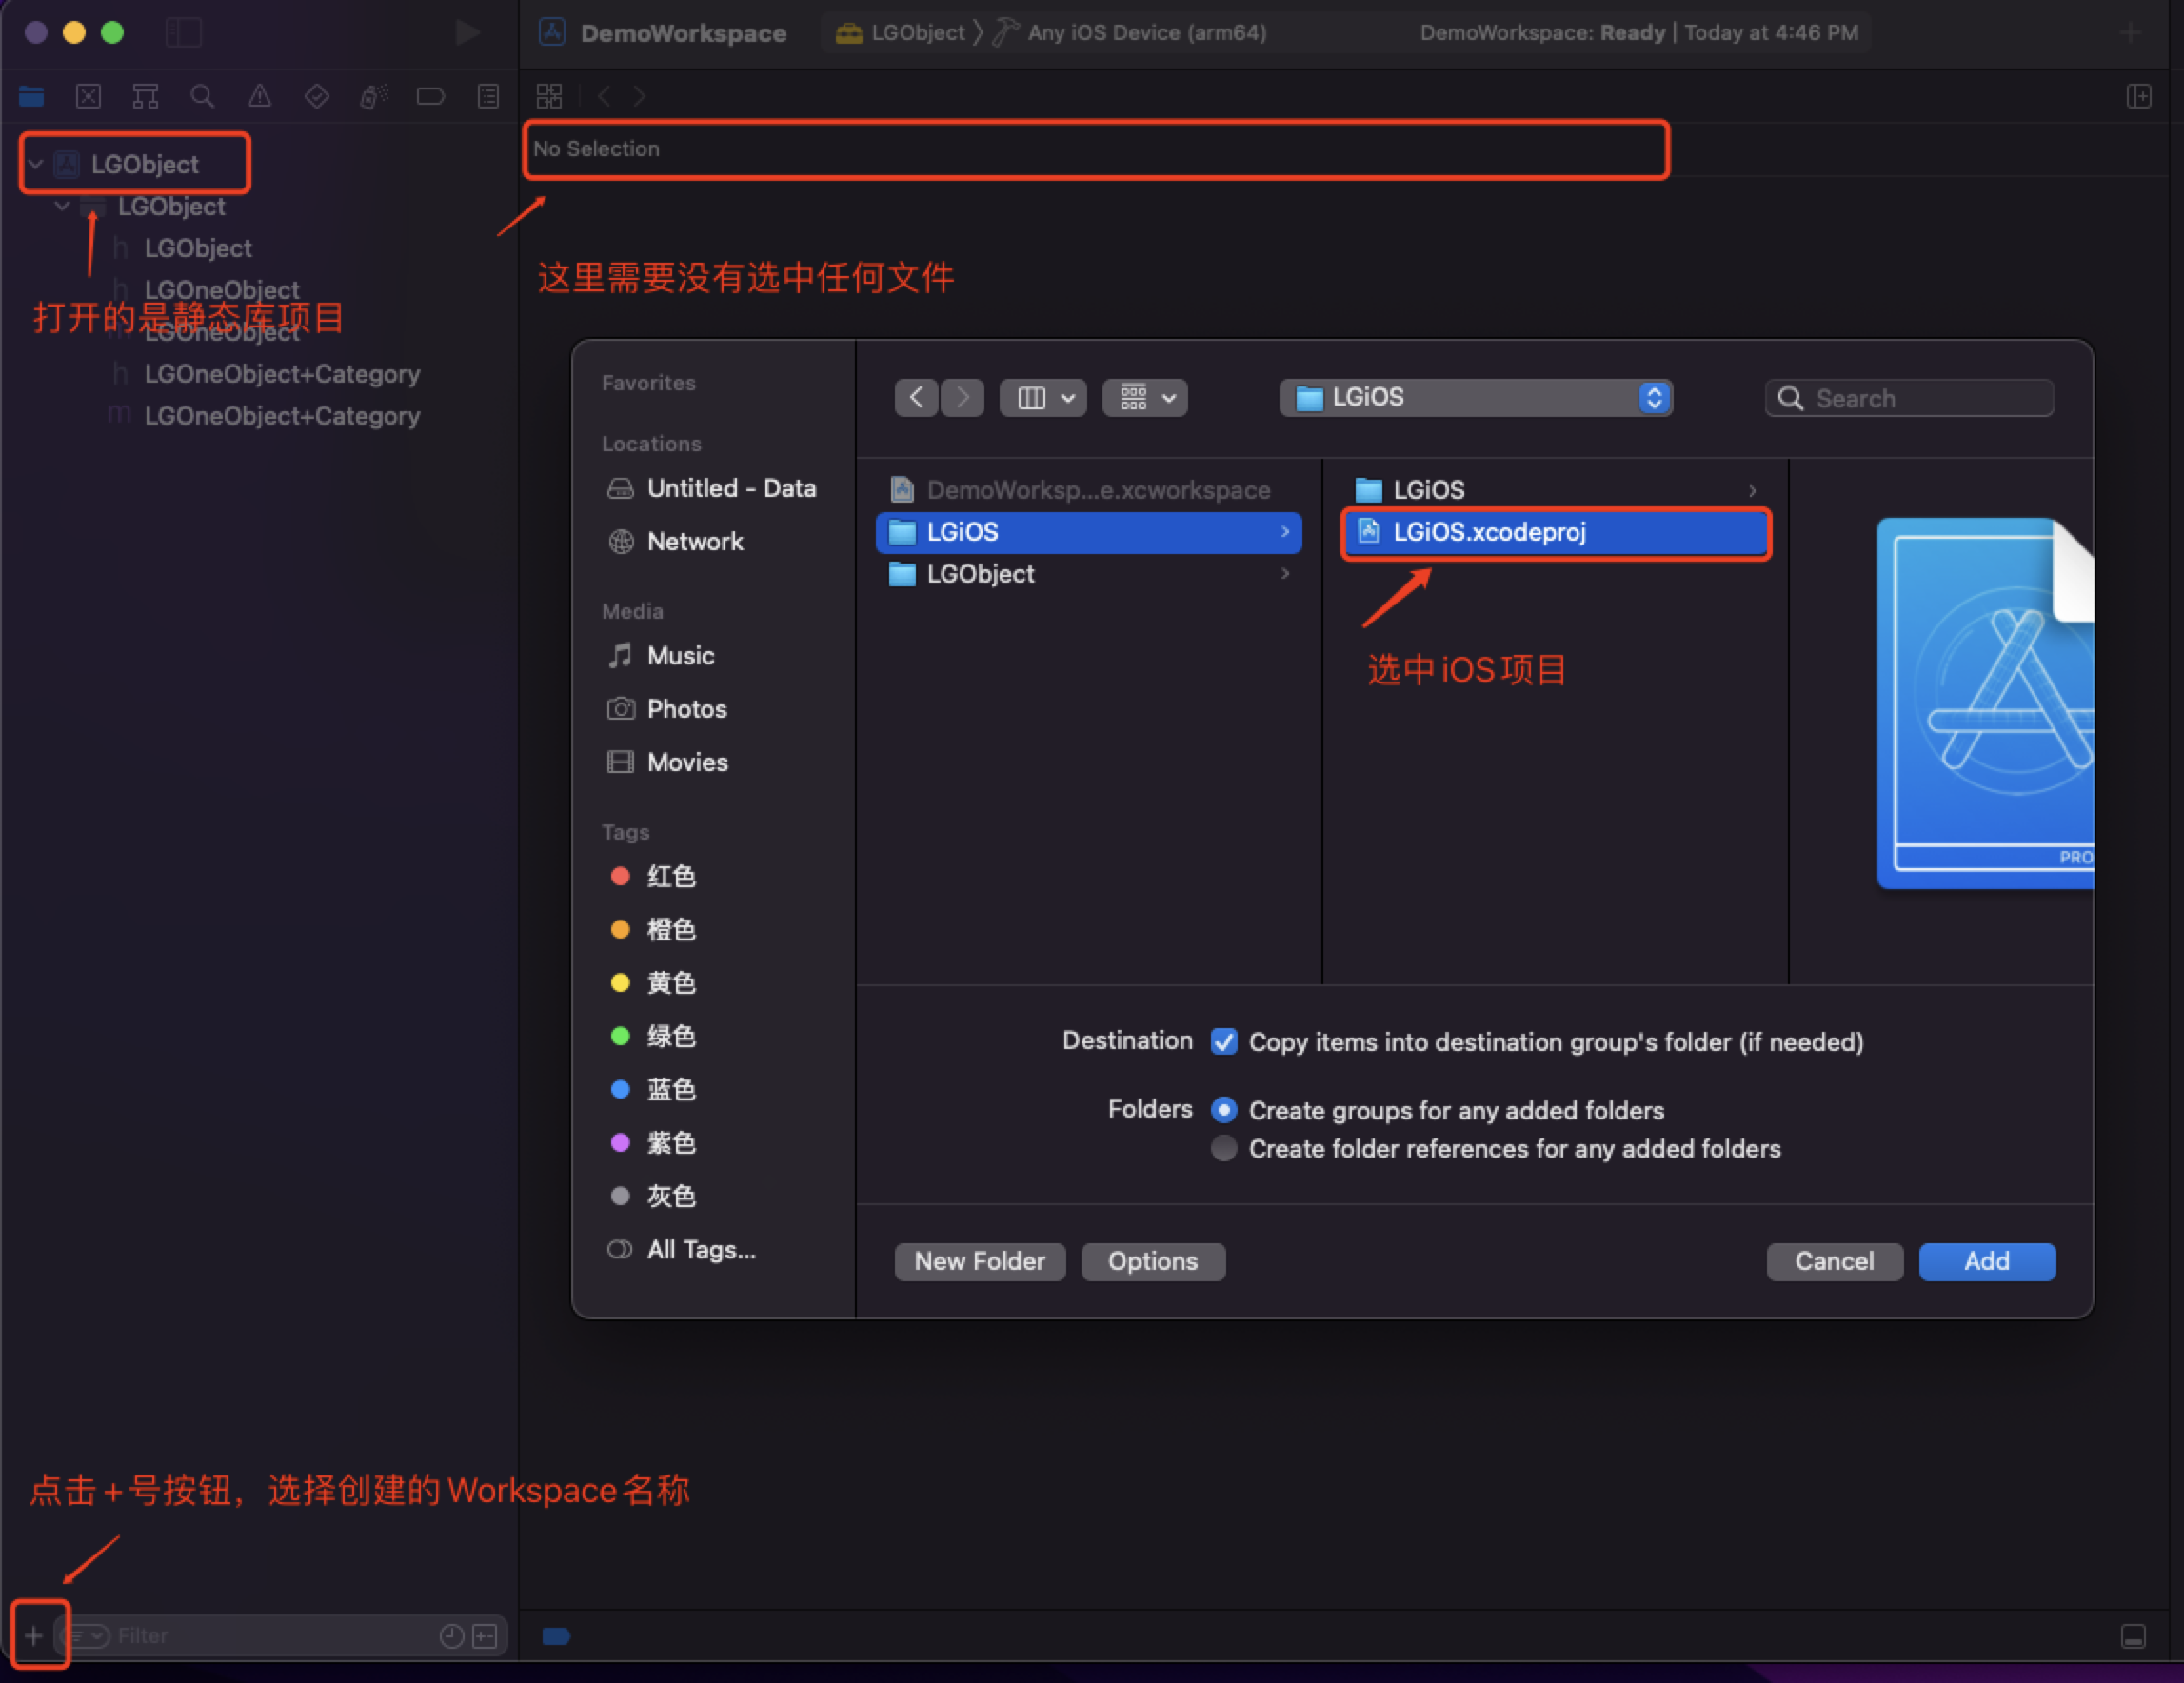 DemoWorkspace
LGObject 〉 Any iOS Device (arm64)
DemoWorkspace: Ready | Today at 4:46 PM
No Selection
LGObject
LGObject
h LGObject
h LGOneObject
打开的是静态库项目
m LGOneObject
h LGOneObject+Category
m LGOneObject+Category
这里需要没有选中任何文件
Favorites
Locations
Untitled - Data
Network
Media
Music
Photos
Movies
Tags
红色
橙色
黄色
绿色
蓝色
紫色
灰色
All Tags...
LGiOS
Search
DemoWorksp...e.xcworkspace
LGiOS
LGObject
LGiOS
LGiOS.xcodeproj
选中iOS项目
PRO
Destination Copy items into destination group's folder (if needed)
Folders Create groups for any added folders
Create folder references for any added folders
New Folder
Options
Cancel
Add
点击+号按钮，选择创建的Workspace名称
Filter